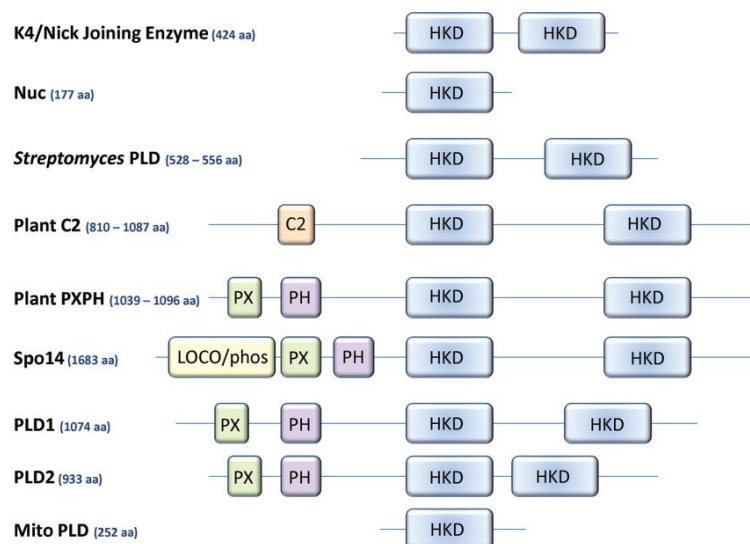 K4/Nick Joining Enzyme (424 aa) HKD HKD
Nuc (177 aa) HKD
Streptomyces PLD (528 – 556 aa) HKD HKD
Plant C2 (810 – 1087 aa) C2 HKD HKD
Plant PXPH (1039 – 1096 aa) PX PH HKD HKD
Spo14 (1683 aa) LOCO/phos PX PH HKD HKD
PLD1 (1074 aa) PX PH HKD HKD
PLD2 (933 aa) PX PH HKD HKD
Mito PLD (252 aa) HKD